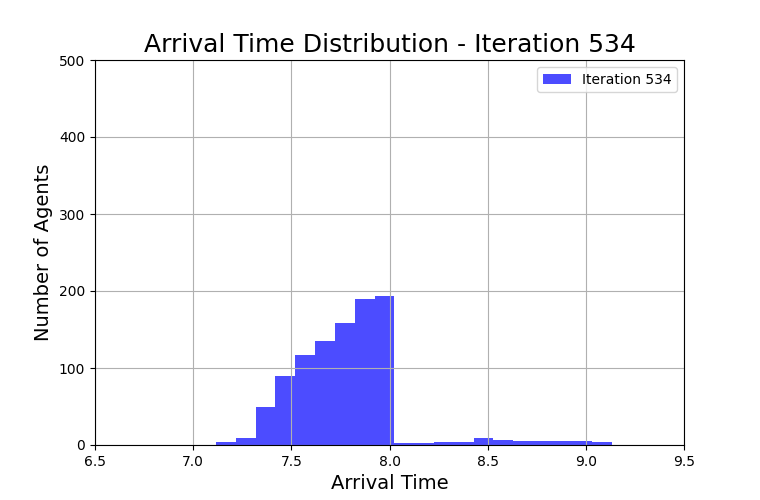 Arrival Time Distribution - Iteration 534
500
Iteration 534
400
300
200
100
0
Number of Agents
6.5 7.0 7.5 8.0 8.5 9.0 9.5
Arrival Time